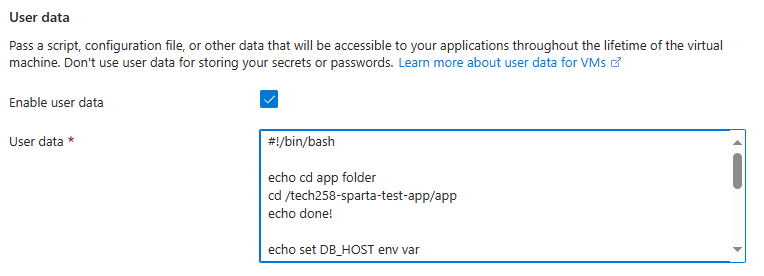 User data
Pass a script, configuration file, or other data that will be accessible to your applications throughout the lifetime of the virtual
machine. Don't use user data for storing your secrets or passwords. Learn more about user data for VMs
Enable user data
User data *
#!/bin/bash
echo cd app folder
cd /tech258-sparta-test-app/app
echo done!
echo set DB_HOST env var